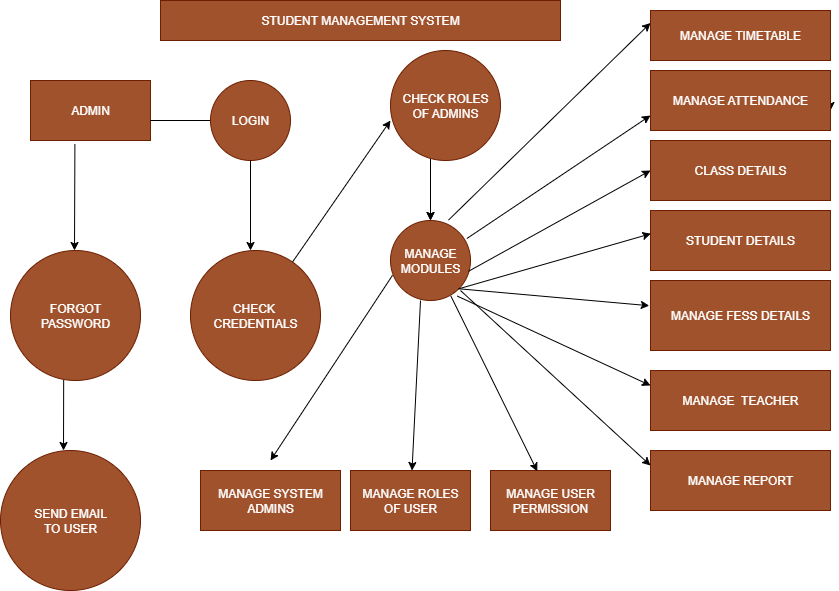 STUDENT MANAGEMENT SYSTEM
MANAGE TIMETABLE
CHECK ROLES
OF ADMINS
MANAGE ATTENDANCE
ADMIN
LOGIN
CLASS DETAILS
MANAGE
MODULES
STUDENT DETAILS
FORGOT
PASSWORD
CHECK
CREDENTIALS
MANAGE FESS DETAILS
MANAGE  TEACHER
MANAGE REPORT
SEND EMAIL
TO USER
MANAGE SYSTEM
ADMINS
MANAGE ROLES
OF USER
MANAGE USER
PERMISSION